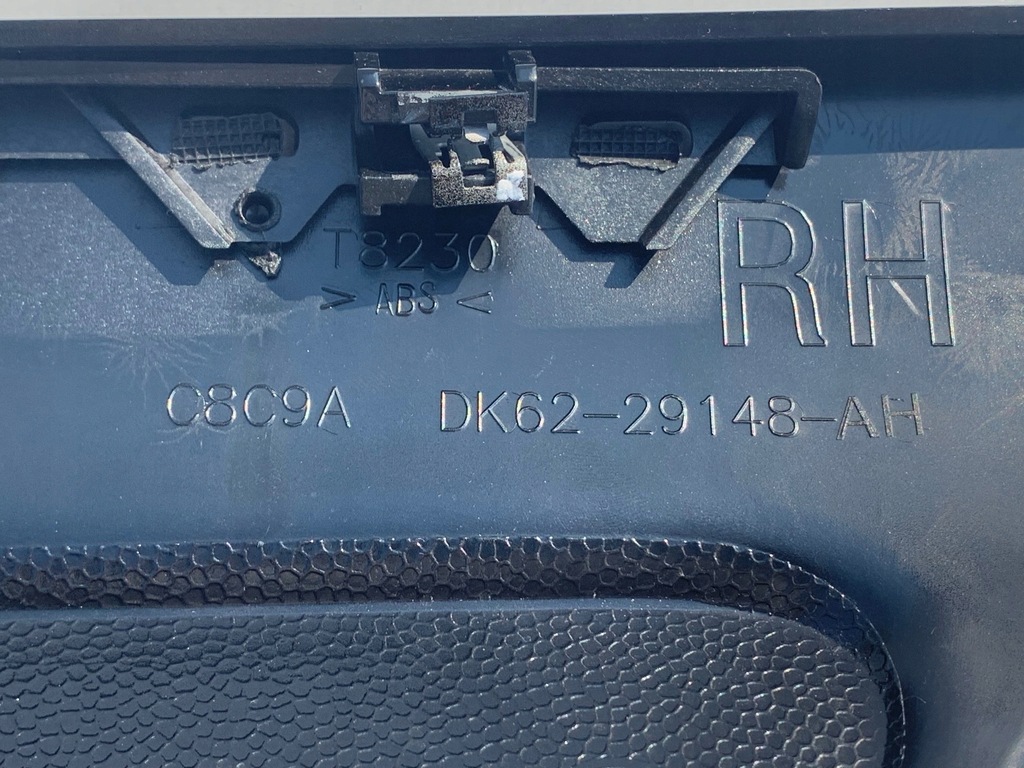 T8230
> ABS <
RH
C8C9A DK62-29148-AH